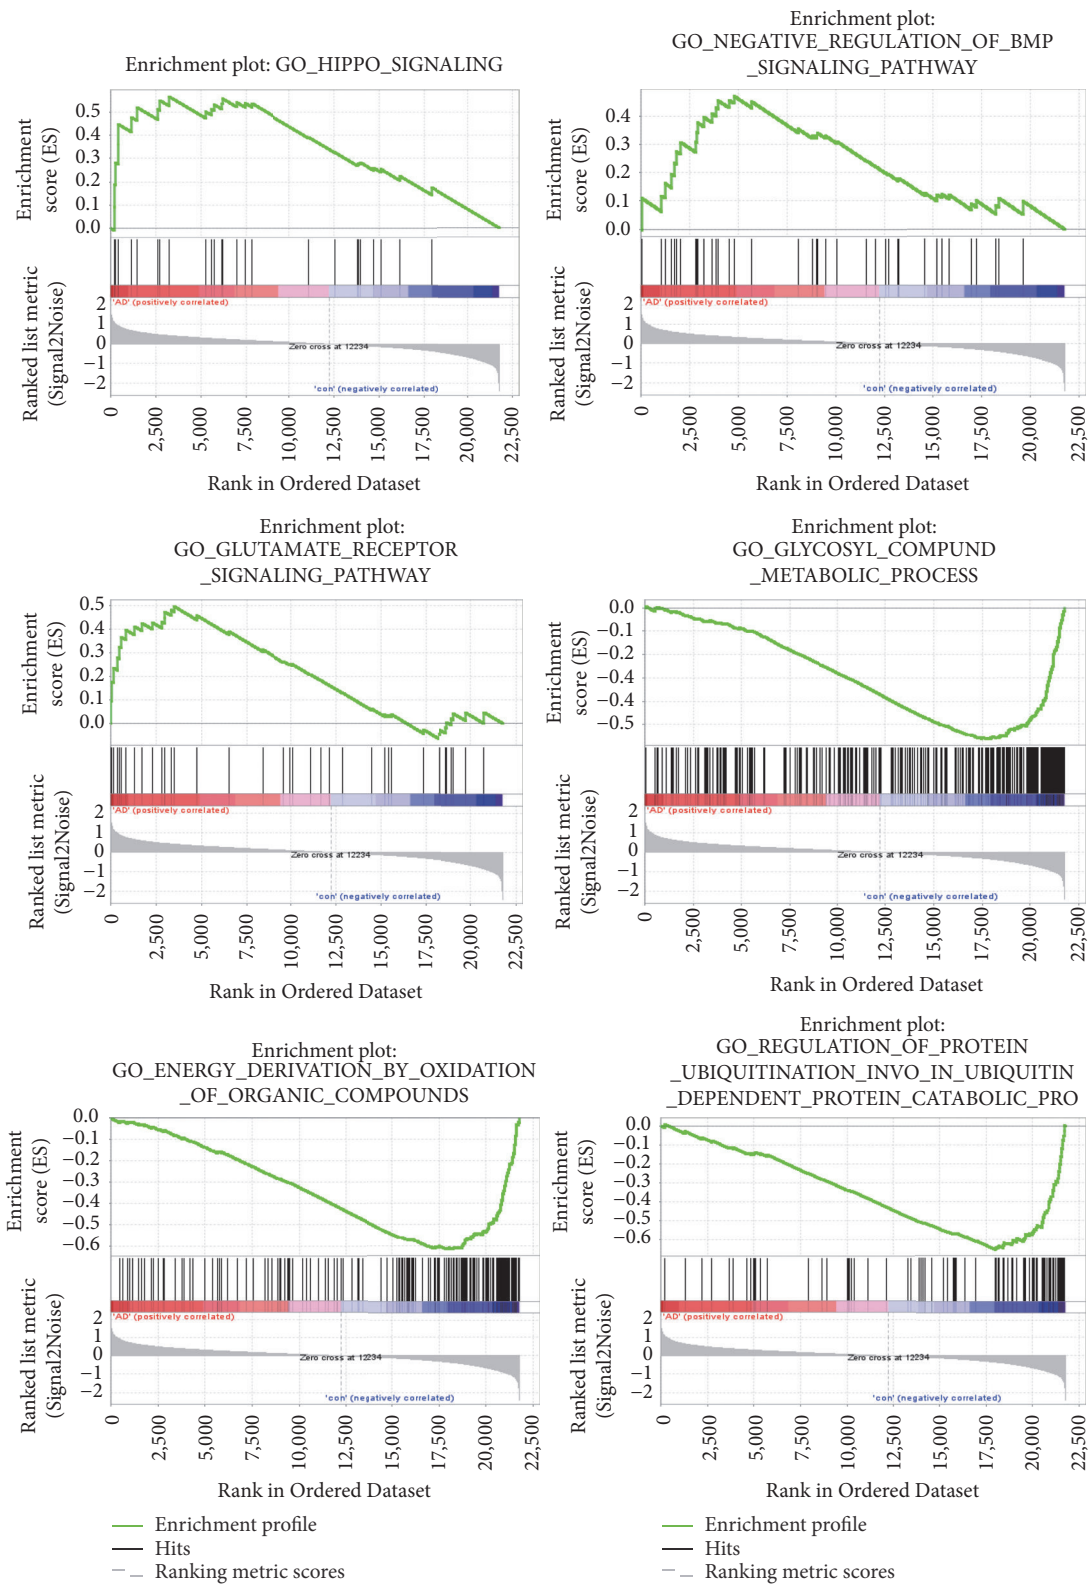 Enrichment plot: GO_HIPPO_SIGNALING
Enrichment
score (ES)
0.5
0.4
0.3
0.2
0.1
0.0
'AD' (positively correlated)
Ranked list metric
(Signal2Noise)
2
1
0
−1
−2
Zero cross at 12234
'con' (negatively correlated)
0
2,500
5,000
7,500
10,000
12,500
15,000
17,500
20,000
22,500
Rank in Ordered Dataset
Enrichment plot:
GO_NEGATIVE_REGULATION_OF_BMP
_SIGNALING_PATHWAY
Enrichment
score (ES)
0.4
0.3
0.2
0.1
0.0
'AD' (positively correlated)
Ranked list metric
(Signal2Noise)
2
1
0
−1
−2
Zero cross at 12234
'con' (negatively correlated)
0
2,500
5,000
7,500
10,000
12,500
15,000
17,500
20,000
22,500
Rank in Ordered Dataset
Enrichment plot:
GO_GLUTAMATE_RECEPTOR
_SIGNALING_PATHWAY
Enrichment
score (ES)
0.5
0.4
0.3
0.2
0.1
0.0
'AD' (positively correlated)
Ranked list metric
(Signal2Noise)
2
1
0
−1
−2
Zero cross at 12234
'con' (negatively correlated)
0
2,500
5,000
7,500
10,000
12,500
15,000
17,500
20,000
22,500
Rank in Ordered Dataset
Enrichment plot:
GO_GLYCOSYL_COMPUND
_METABOLIC_PROCESS
Enrichment
score (ES)
0.0
−0.1
−0.2
−0.3
−0.4
−0.5
'AD' (positively correlated)
Ranked list metric
(Signal2Noise)
2
1
0
−1
−2
Zero cross at 12234
'con' (negatively correlated)
0
2,500
5,000
7,500
10,000
12,500
15,000
17,500
20,000
22,500
Rank in Ordered Dataset
Enrichment plot:
GO_ENERGY_DERIVATION_BY_OXIDATION
_OF_ORGANIC_COMPOUNDS
Enrichment
score (ES)
0.0
−0.1
−0.2
−0.3
−0.4
−0.5
−0.6
'AD' (positively correlated)
Ranked list metric
(Signal2Noise)
2
1
0
−1
−2
Zero cross at 12234
'con' (negatively correlated)
0
2,500
5,000
7,500
10,000
12,500
15,000
17,500
20,000
22,500
Rank in Ordered Dataset
Enrichment plot:
GO_REGULATION_OF_PROTEIN
_UBIQUITINATION_INVO_IN_UBIQUITIN
_DEPENDENT_PROTEIN_CATABOLIC_PRO
Enrichment
score (ES)
0.0
−0.1
−0.2
−0.3
−0.4
−0.5
−0.6
'AD' (positively correlated)
Ranked list metric
(Signal2Noise)
2
1
0
−1
−2
Zero cross at 12234
'con' (negatively correlated)
0
2,500
5,000
7,500
10,000
12,500
15,000
17,500
20,000
22,500
Rank in Ordered Dataset
Enrichment profile
Hits
Ranking metric scores
Enrichment profile
Hits
Ranking metric scores